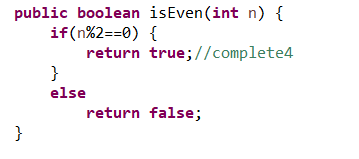 public boolean isEven(int n) {
    if(n%2==0) {
        return true;//complete4
    }
    else
        return false;
}